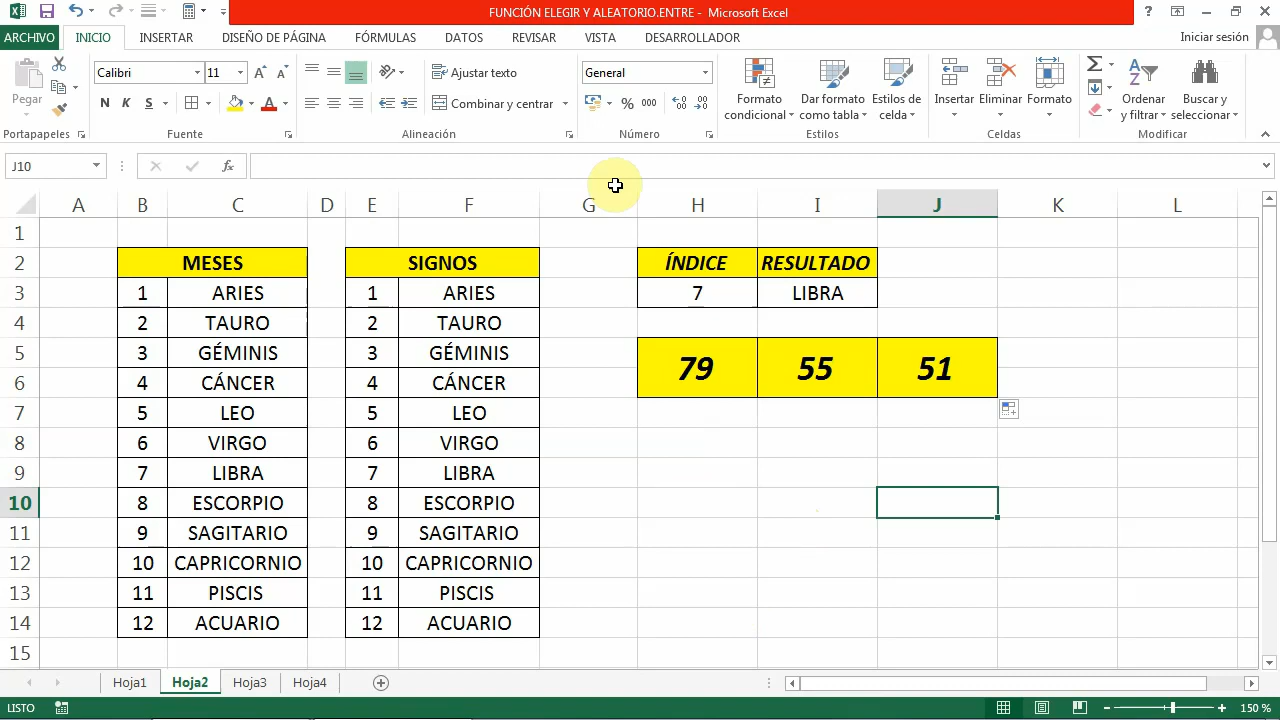 FUNCIÓN ELEGIR Y ALEATORIO.ENTRE - Microsoft Excel
ARCHIVO INICIO INSERTAR DISEÑO DE PÁGINA FÓRMULAS DATOS REVISAR VISTA DESARROLLADOR Iniciar sesión
Calibri 11 Ajustar texto General
Pegar N K S Combinar y centrar % 000 Formato condicional Dar formato como tabla Estilos de celda Insertar Eliminar Formato Ordenar y filtrar Buscar y seleccionar
Portapapeles Fuente Alineación Número Estilos Celdas Modificar
J10 fx
A B C D E F G H I J K L
1
2 MESES SIGNOS ÍNDICE RESULTADO
3 1 ARIES 1 ARIES 7 LIBRA
4 2 TAURO 2 TAURO
5 3 GÉMINIS 3 GÉMINIS 79 55 51
6 4 CÁNCER 4 CÁNCER
7 5 LEO 5 LEO
8 6 VIRGO 6 VIRGO
9 7 LIBRA 7 LIBRA
10 8 ESCORPIO 8 ESCORPIO
11 9 SAGITARIO 9 SAGITARIO
12 10 CAPRICORNIO 10 CAPRICORNIO
13 11 PISCIS 11 PISCIS
14 12 ACUARIO 12 ACUARIO
15
Hoja1 Hoja2 Hoja3 Hoja4
LISTO 150 %